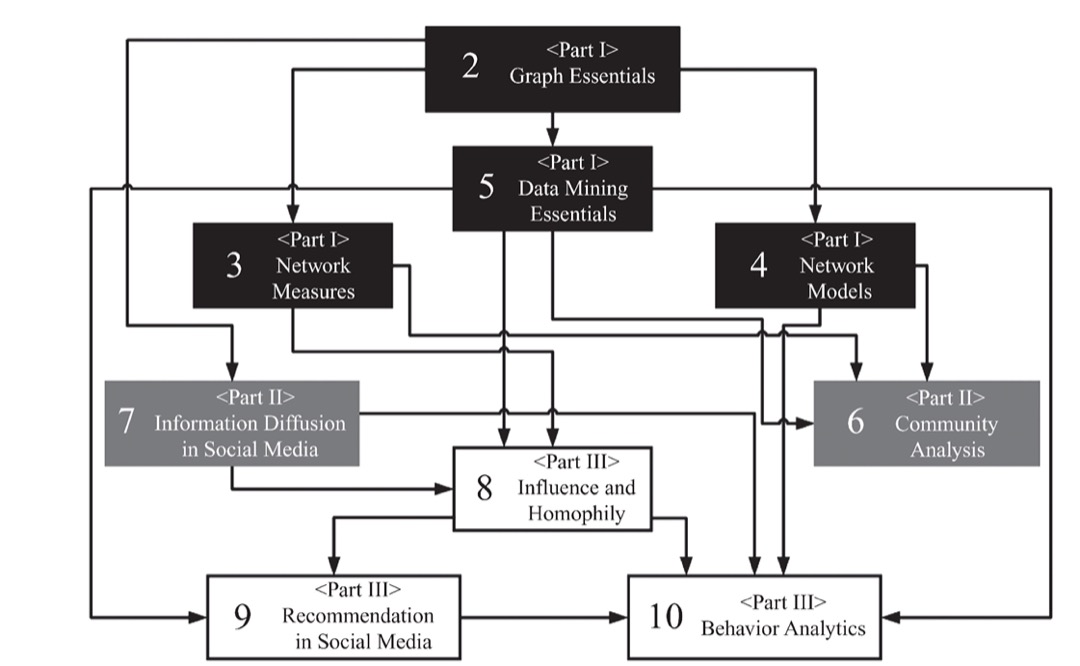 <Part I>
2
Graph Essentials
<Part I>
5
Data Mining
Essentials
<Part I>
3
Network
Measures
<Part I>
4
Network
Models
<Part II>
7
Information Diffusion
in Social Media
<Part II>
6
Community
Analysis
<Part III>
8
Influence and
Homophily
<Part III>
9
Recommendation
in Social Media
<Part III>
10
Behavior Analytics